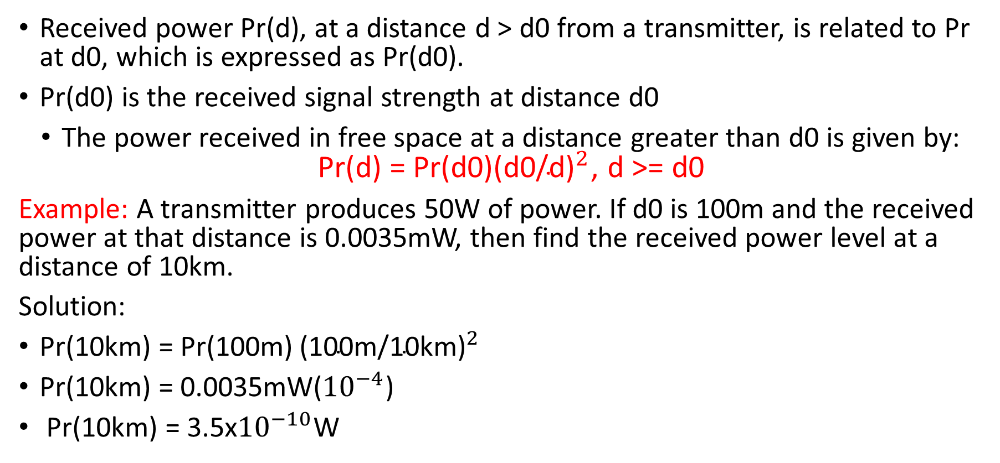 • Received power Pr(d), at a distance d > d0 from a transmitter, is related to Pr
at d0, which is expressed as Pr(d0).
• Pr(d0) is the received signal strength at distance d0
• The power received in free space at a distance greater than d0 is given by:
Pr(d) = Pr(d0)(d0/.d)², d >= d0
Example: A transmitter produces 50W of power. If d0 is 100m and the received
power at that distance is 0.0035mW, then find the received power level at a
distance of 10km.
Solution:
• Pr(10km) = Pr(100m) (100m/10km)²
• Pr(10km) = 0.0035mW(10⁻⁴)
• Pr(10km) = 3.5x10⁻¹⁰W